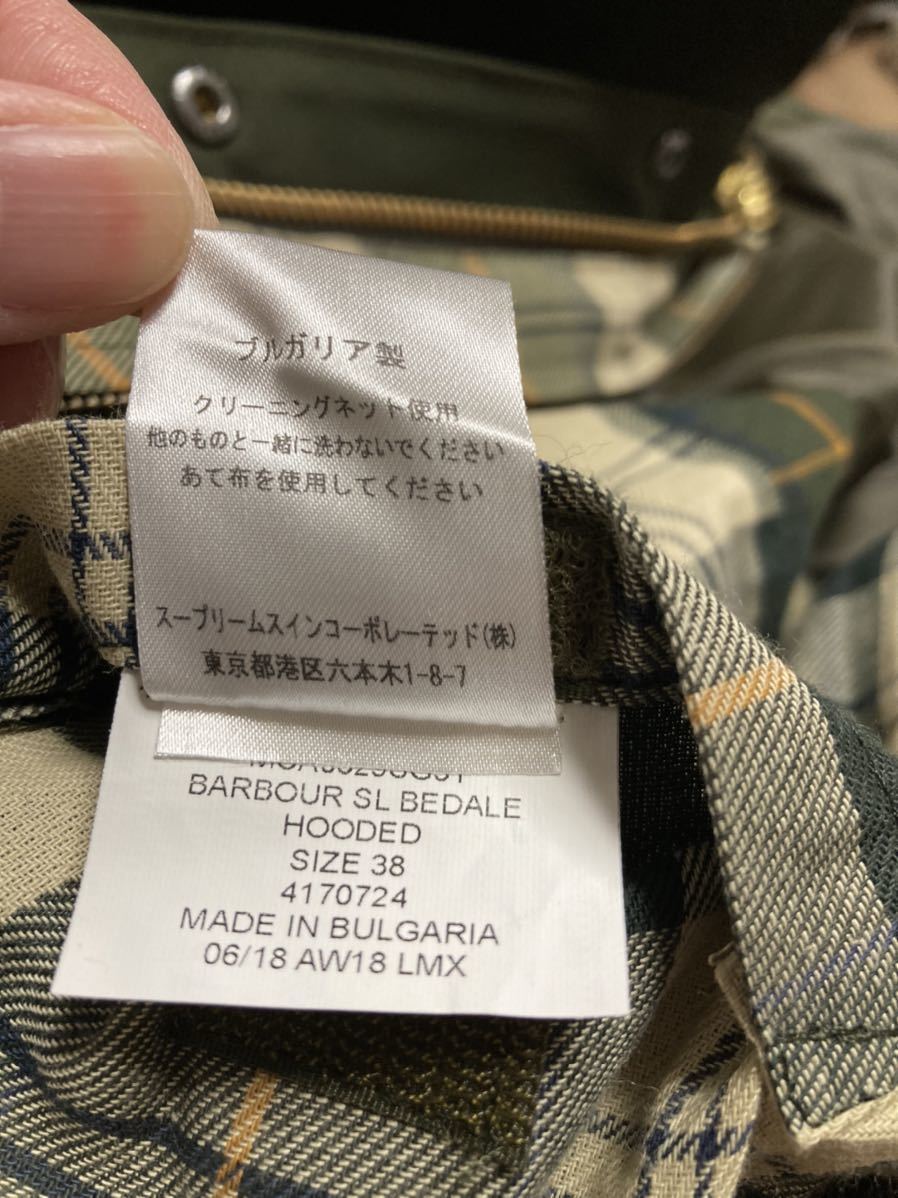 ブルガリア製
クリーニングネット使用
他のものと一緒に洗わないでください
あて布を使用してください
スープリームスインコーポレーテッド(株)
東京都港区六本木1-8-7
BARBOUR SL BEDALE
HOODED
SIZE 38
4170724
MADE IN BULGARIA
06/18 AW18 LMX